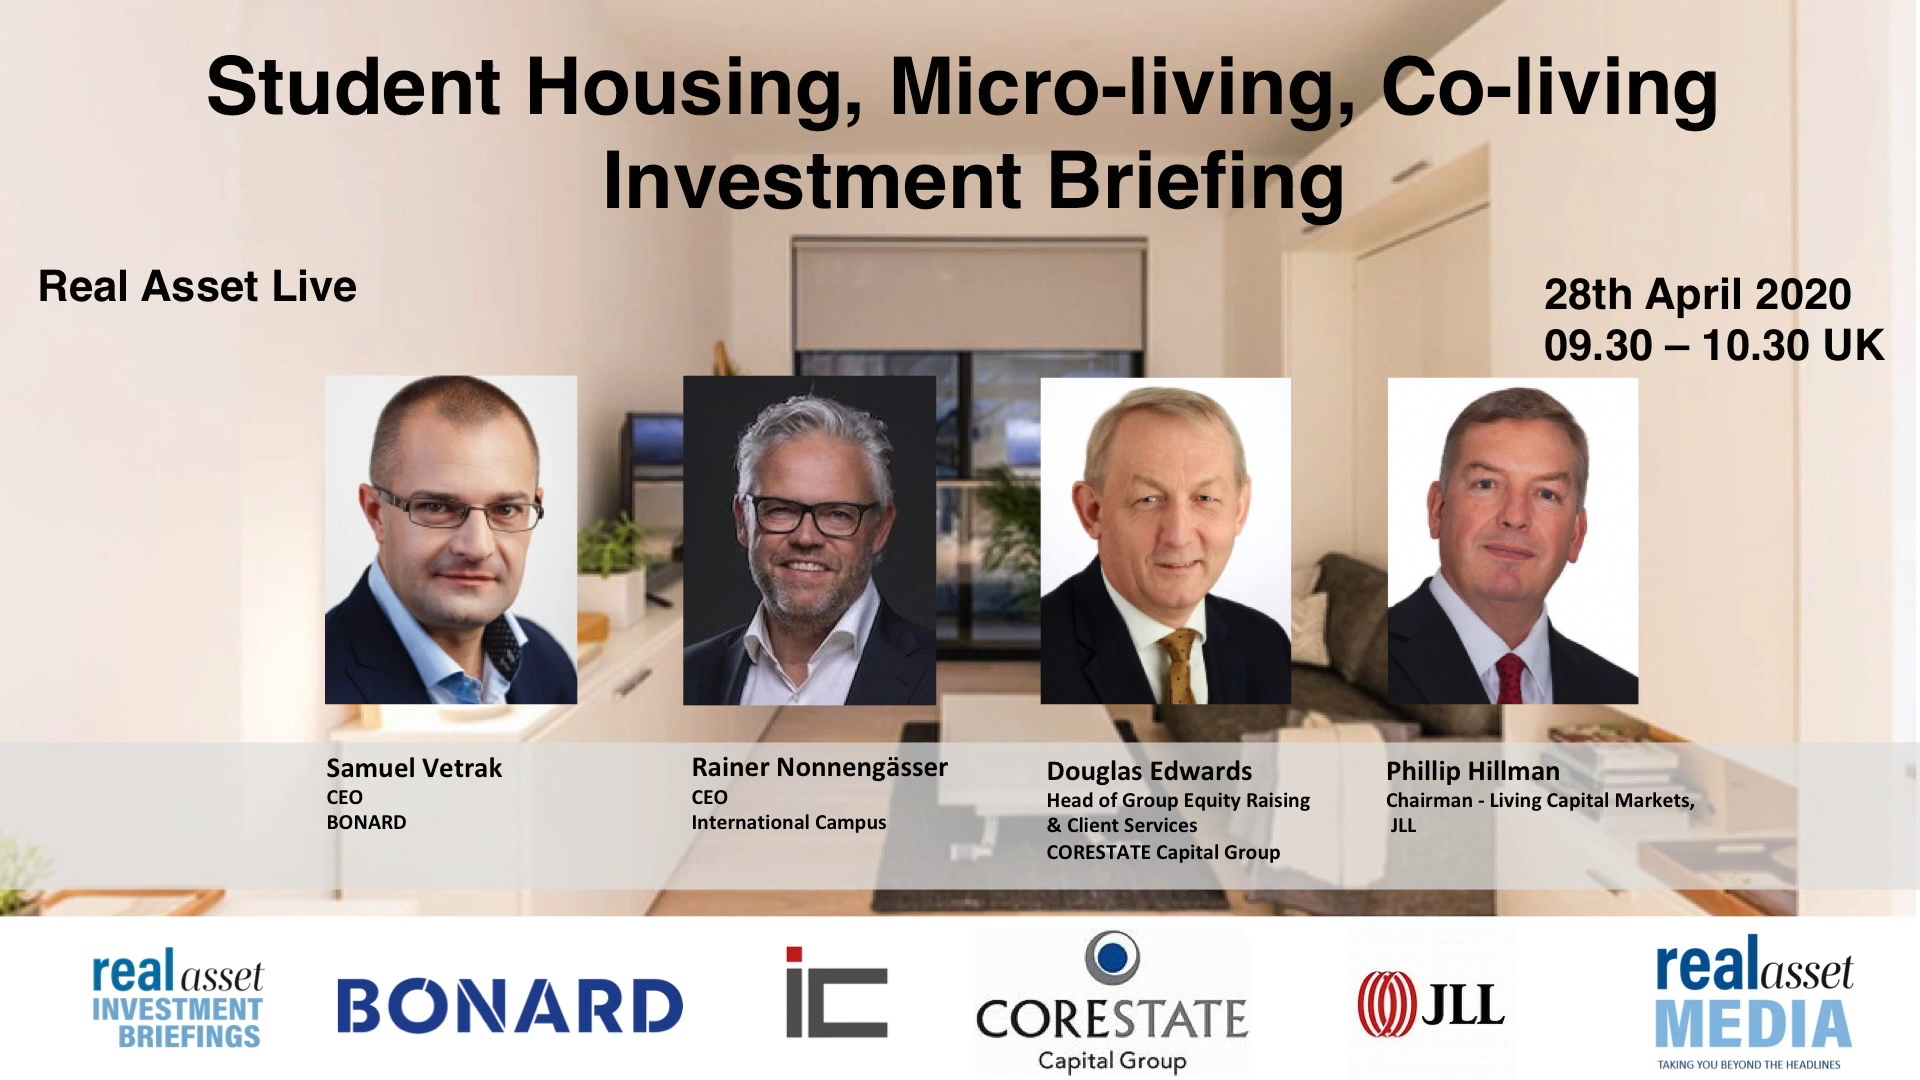 Student Housing, Micro-living, Co-living
Investment Briefing
Real Asset Live
28th April 2020
09.30 – 10.30 UK
Samuel Vetrak
CEO
BONARD
Rainer Nonnengässer
CEO
International Campus
Douglas Edwards
Head of Group Equity Raising
& Client Services
CORESTATE Capital Group
Phillip Hillman
Chairman - Living Capital Markets,
JLL
real asset
INVESTMENT
BRIEFINGS
BONARD
ic
CORESTATE
Capital Group
JLL
realasset
MEDIA
TAKING YOU BEYOND THE HEADLINES